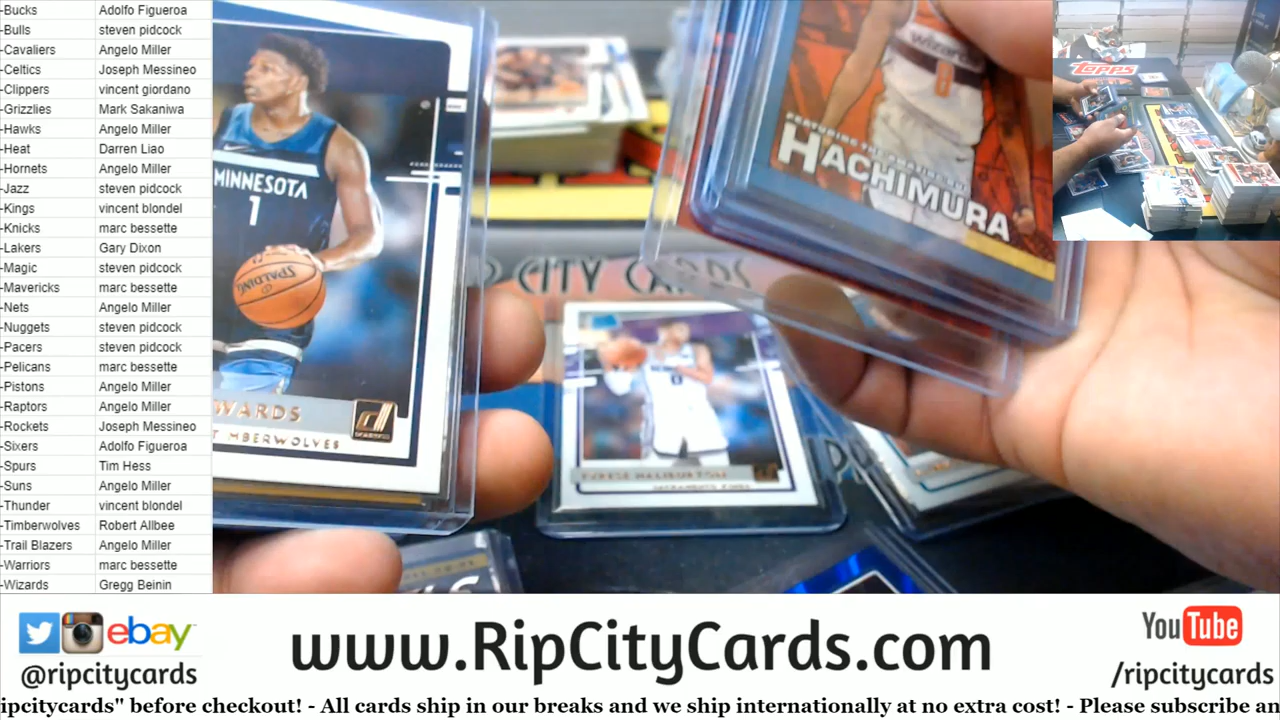 -Bucks Adolfo Figueroa
-Bulls steven pidcock
-Cavaliers Angelo Miller
-Celtics Joseph Messineo
-Clippers vincent giordano
-Grizzlies Mark Sakaniwa
-Hawks Angelo Miller
-Heat Darren Liao
-Hornets Angelo Miller
-Jazz steven pidcock
-Kings vincent blondel
-Knicks marc bessette
-Lakers Gary Dixon
-Magic steven pidcock
-Mavericks marc bessette
-Nets Angelo Miller
-Nuggets steven pidcock
-Pacers steven pidcock
-Pelicans marc bessette
-Pistons Angelo Miller
-Raptors Angelo Miller
-Rockets Joseph Messineo
-Sixers Adolfo Figueroa
-Spurs Tim Hess
-Suns Angelo Miller
-Thunder vincent blondel
-Timberwolves Robert Allbee
-Trail Blazers Angelo Miller
-Warriors marc bessette
-Wizards Gregg Beinin
MINNESOTA
1
SPALDING
WARDS
wizards
8
HACHIMURA
P CITY CARDS
SACRAMENTO KINGS
Topps
ebay
@ripcitycards
www.RipCityCards.com
YouTube
/ripcitycards
ipcitycards" before checkout! - All cards ship in our breaks and we ship internationally at no extra cost! - Please subscribe an